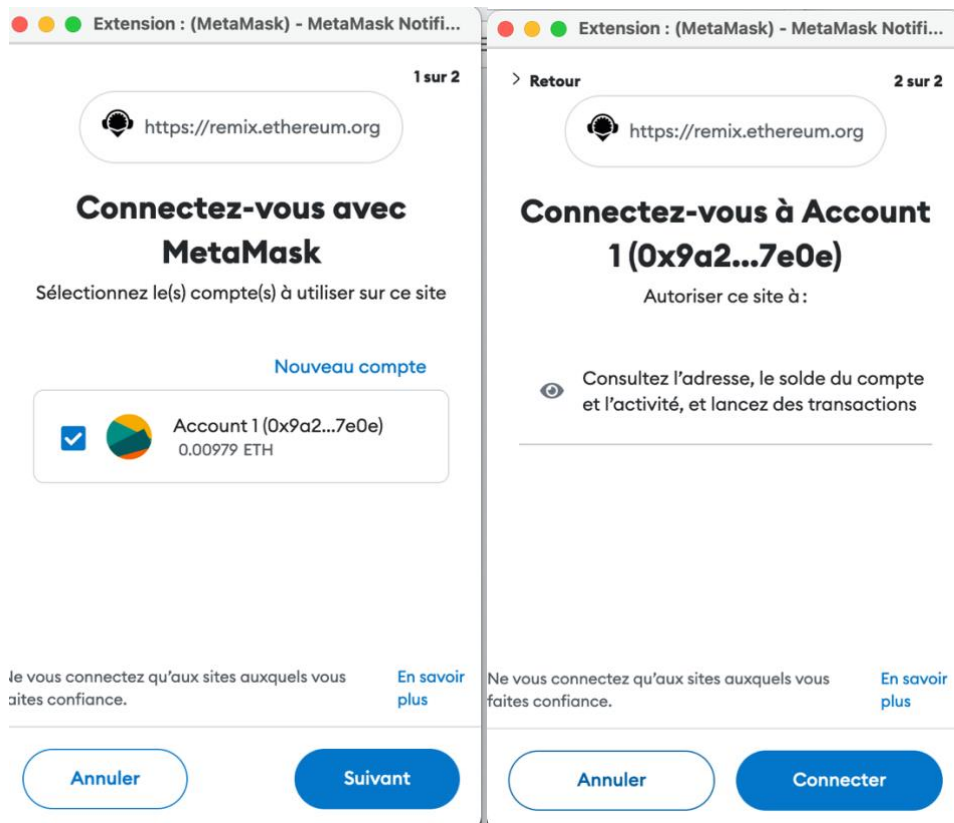 Extension : (MetaMask) - MetaMask Notifi...
1 sur 2
https://remix.ethereum.org
Connectez-vous avec
MetaMask
Sélectionnez le(s) compte(s) à utiliser sur ce site
Nouveau compte
Account 1 (0x9a2...7e0e)
0.00979 ETH
Ne vous connectez qu’aux sites auxquels vous
faites confiance.
En savoir
plus
Annuler
Suivant
Extension : (MetaMask) - MetaMask Notifi...
> Retour
2 sur 2
https://remix.ethereum.org
Connectez-vous à Account
1 (0x9a2...7e0e)
Autoriser ce site à :
Consultez l’adresse, le solde du compte
et l’activité, et lancez des transactions
Ne vous connectez qu’aux sites auxquels vous
faites confiance.
En savoir
plus
Annuler
Connecter